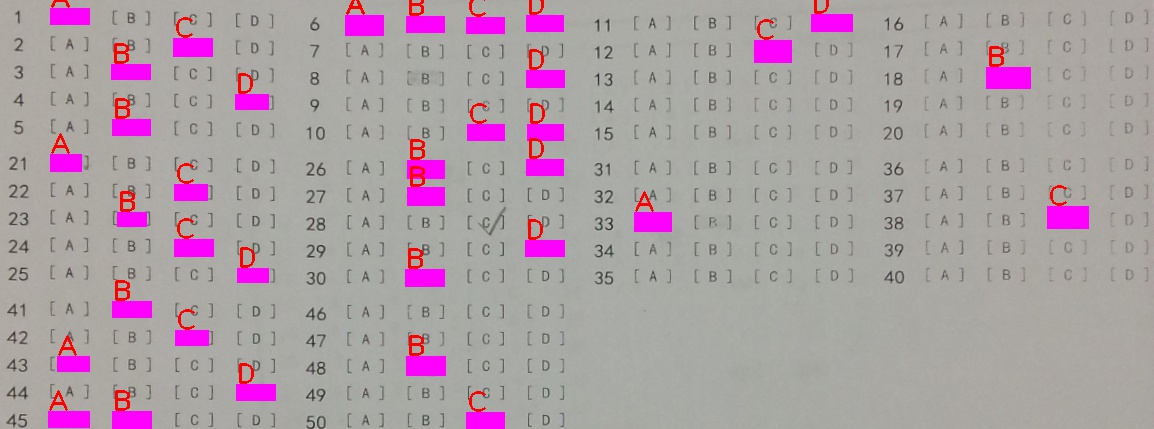 1 A [ B ] [ C ] [ D ] 6 A B C D 11 [ A ] [ B ] [ C ] D 16 [ A ] [ B ] [ C ] [ D ]
2 [ A ] [ B ] C [ D ] 7 [ A ] [ B ] [ C ] [ D ] 12 [ A ] [ B ] C [ D ] 17 [ A ] [ B ] [ C ] [ D ]
3 [ A ] B [ C ] [ D ] 8 [ A ] [ B ] [ C ] D 13 [ A ] [ B ] [ C ] [ D ] 18 [ A ] B [ C ] [ D ]
4 [ A ] [ B ] [ C ] D 9 [ A ] [ B ] [ C ] [ D ] 14 [ A ] [ B ] [ C ] [ D ] 19 [ A ] [ B ] [ C ] [ D ]
5 [ A ] B [ C ] [ D ] 10 [ A ] [ B ] C D 15 [ A ] [ B ] [ C ] [ D ] 20 [ A ] [ B ] [ C ] [ D ]
21 A [ B ] [ C ] [ D ] 26 [ A ] B [ C ] D 31 [ A ] [ B ] [ C ] [ D ] 36 [ A ] [ B ] [ C ] [ D ]
22 [ A ] [ B ] C [ D ] 27 [ A ] B [ C ] [ D ] 32 [ A ] [ B ] [ C ] [ D ] 37 [ A ] [ B ] [ C ] [ D ]
23 [ A ] B [ C ] [ D ] 28 [ A ] [ B ] [ C ] [ D ] 33 A [ B ] [ C ] [ D ] 38 [ A ] [ B ] C [ D ]
24 [ A ] [ B ] C [ D ] 29 [ A ] [ B ] [ C ] D 34 [ A ] [ B ] [ C ] [ D ] 39 [ A ] [ B ] [ C ] [ D ]
25 [ A ] [ B ] [ C ] D 30 [ A ] B [ C ] [ D ] 35 [ A ] [ B ] [ C ] [ D ] 40 [ A ] [ B ] [ C ] [ D ]
41 [ A ] B [ C ] [ D ] 46 [ A ] [ B ] [ C ] [ D ]
42 [ A ] [ B ] C [ D ] 47 [ A ] [ B ] [ C ] [ D ]
43 A [ B ] [ C ] [ D ] 48 [ A ] B [ C ] [ D ]
44 [ A ] [ B ] [ C ] D 49 [ A ] [ B ] [ C ] [ D ]
45 A B [ C ] [ D ] 50 [ A ] [ B ] C [ D ]